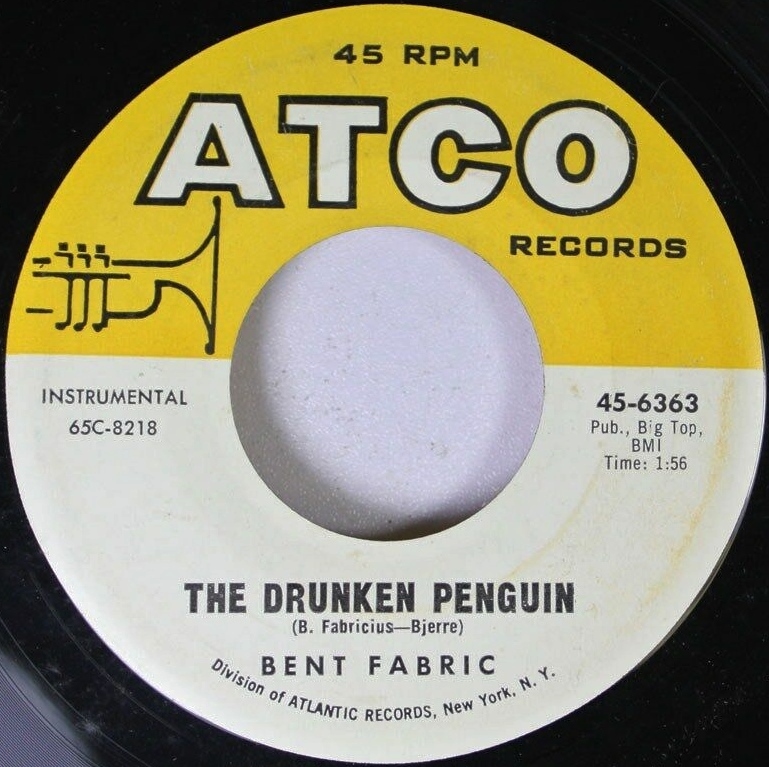 45 RPM
ATCO
RECORDS
INSTRUMENTAL
65C-8218
45-6363
Pub., Big Top,
BMI
Time: 1:56
THE DRUNKEN PENGUIN
(B. Fabricius—Bjerre)
BENT FABRIC
Division of ATLANTIC RECORDS, New York, N. Y.